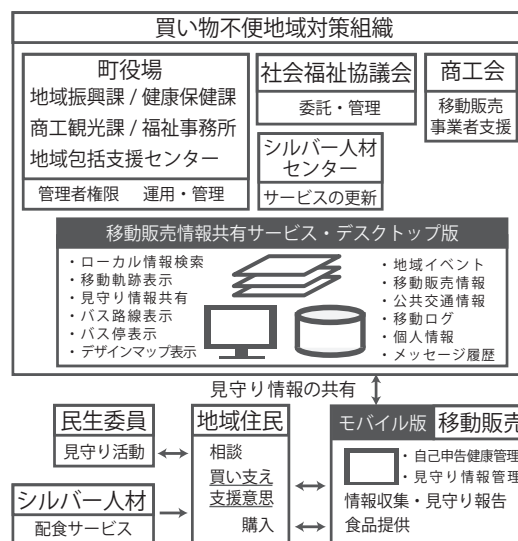 買い物不便地域対策組織
町役場
地域振興課 / 健康保健課
商工観光課 / 福祉事務所
地域包括支援センター
管理者権限　運用・管理
社会福祉協議会
委託・管理
シルバー人材
センター
サービスの更新
商工会
移動販売
事業者支援
移動販売情報共有サービス・デスクトップ版
・ローカル情報検索
・移動軌跡表示
・見守り情報共有
・バス路線表示
・バス停表示
・デザインマップ表示
・地域イベント
・移動販売情報
・公共交通情報
・移動ログ
・個人情報
・メッセージ履歴
見守り情報の共有
民生委員
見守り活動
シルバー人材
配食サービス
地域住民
相談
買い支え
支援意思
購入
モバイル版 移動販売
・自己申告健康管理
・見守り情報管理
情報収集・見守り報告
食品提供